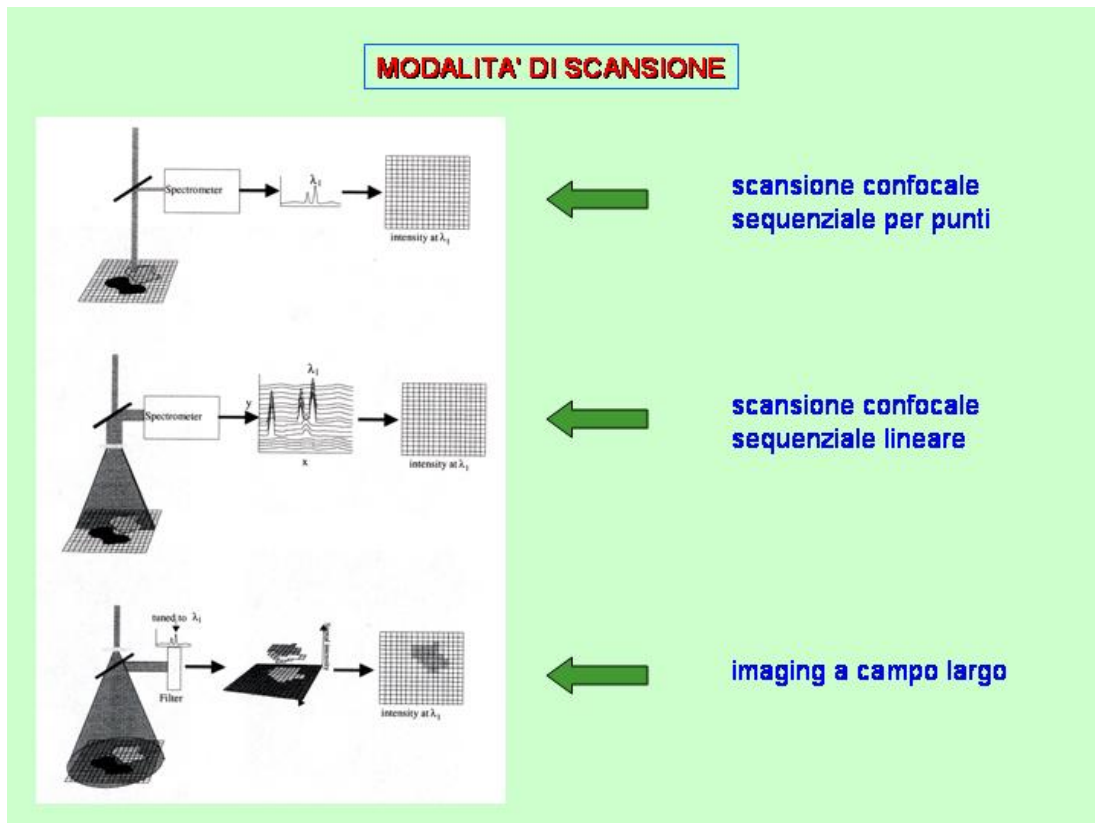 MODALITA' DI SCANSIONE
Spectrometer
λ1
intensity at λ1
scansione confocale
sequenziale per punti
Spectrometer
y
λ1
x
intensity at λ1
scansione confocale
sequenziale lineare
tuned to λi
Filter
intensity at λ1
imaging a campo largo